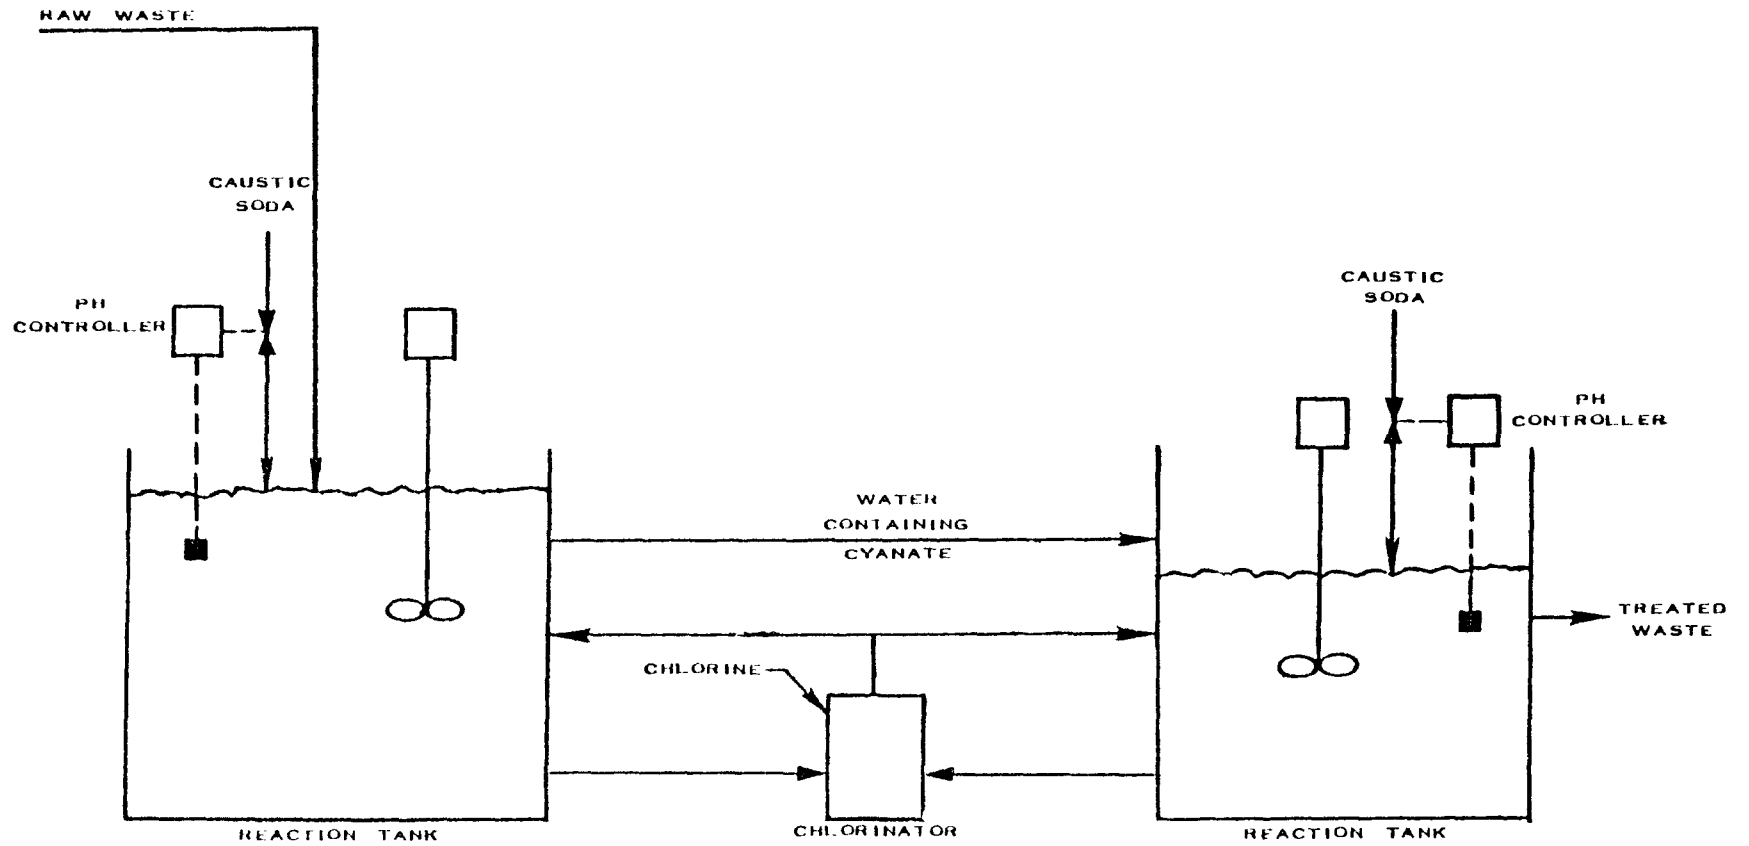 RAW WASTE
CAUSTIC
SODA
PH
CONTROLLER
CAUSTIC
SODA
PH
CONTROLLER
WATER
CONTAINING
CYANATE
TREATED
WASTE
CHLORINE
REACTION TANK
CHLORINATOR
REACTION TANK